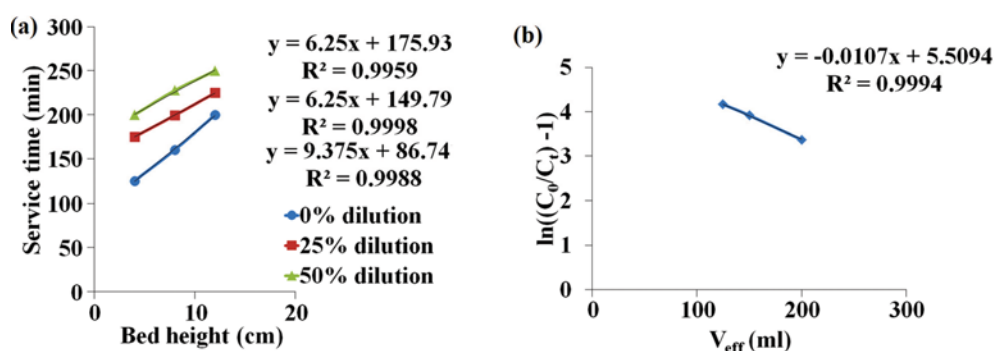 (a)
300
250
200
150
100
50
0
0
10
20
Service time (min)
Bed height (cm)
y = 6.25x + 175.93
R² = 0.9959
y = 6.25x + 149.79
R² = 0.9998
y = 9.375x + 86.74
R² = 0.9988
0% dilution
25% dilution
50% dilution
(b)
y = -0.0107x + 5.5094
R² = 0.9994
5
4
3
2
1
0
0
100
200
300
ln((C₀/Cₜ) -1)
V_eff (ml)